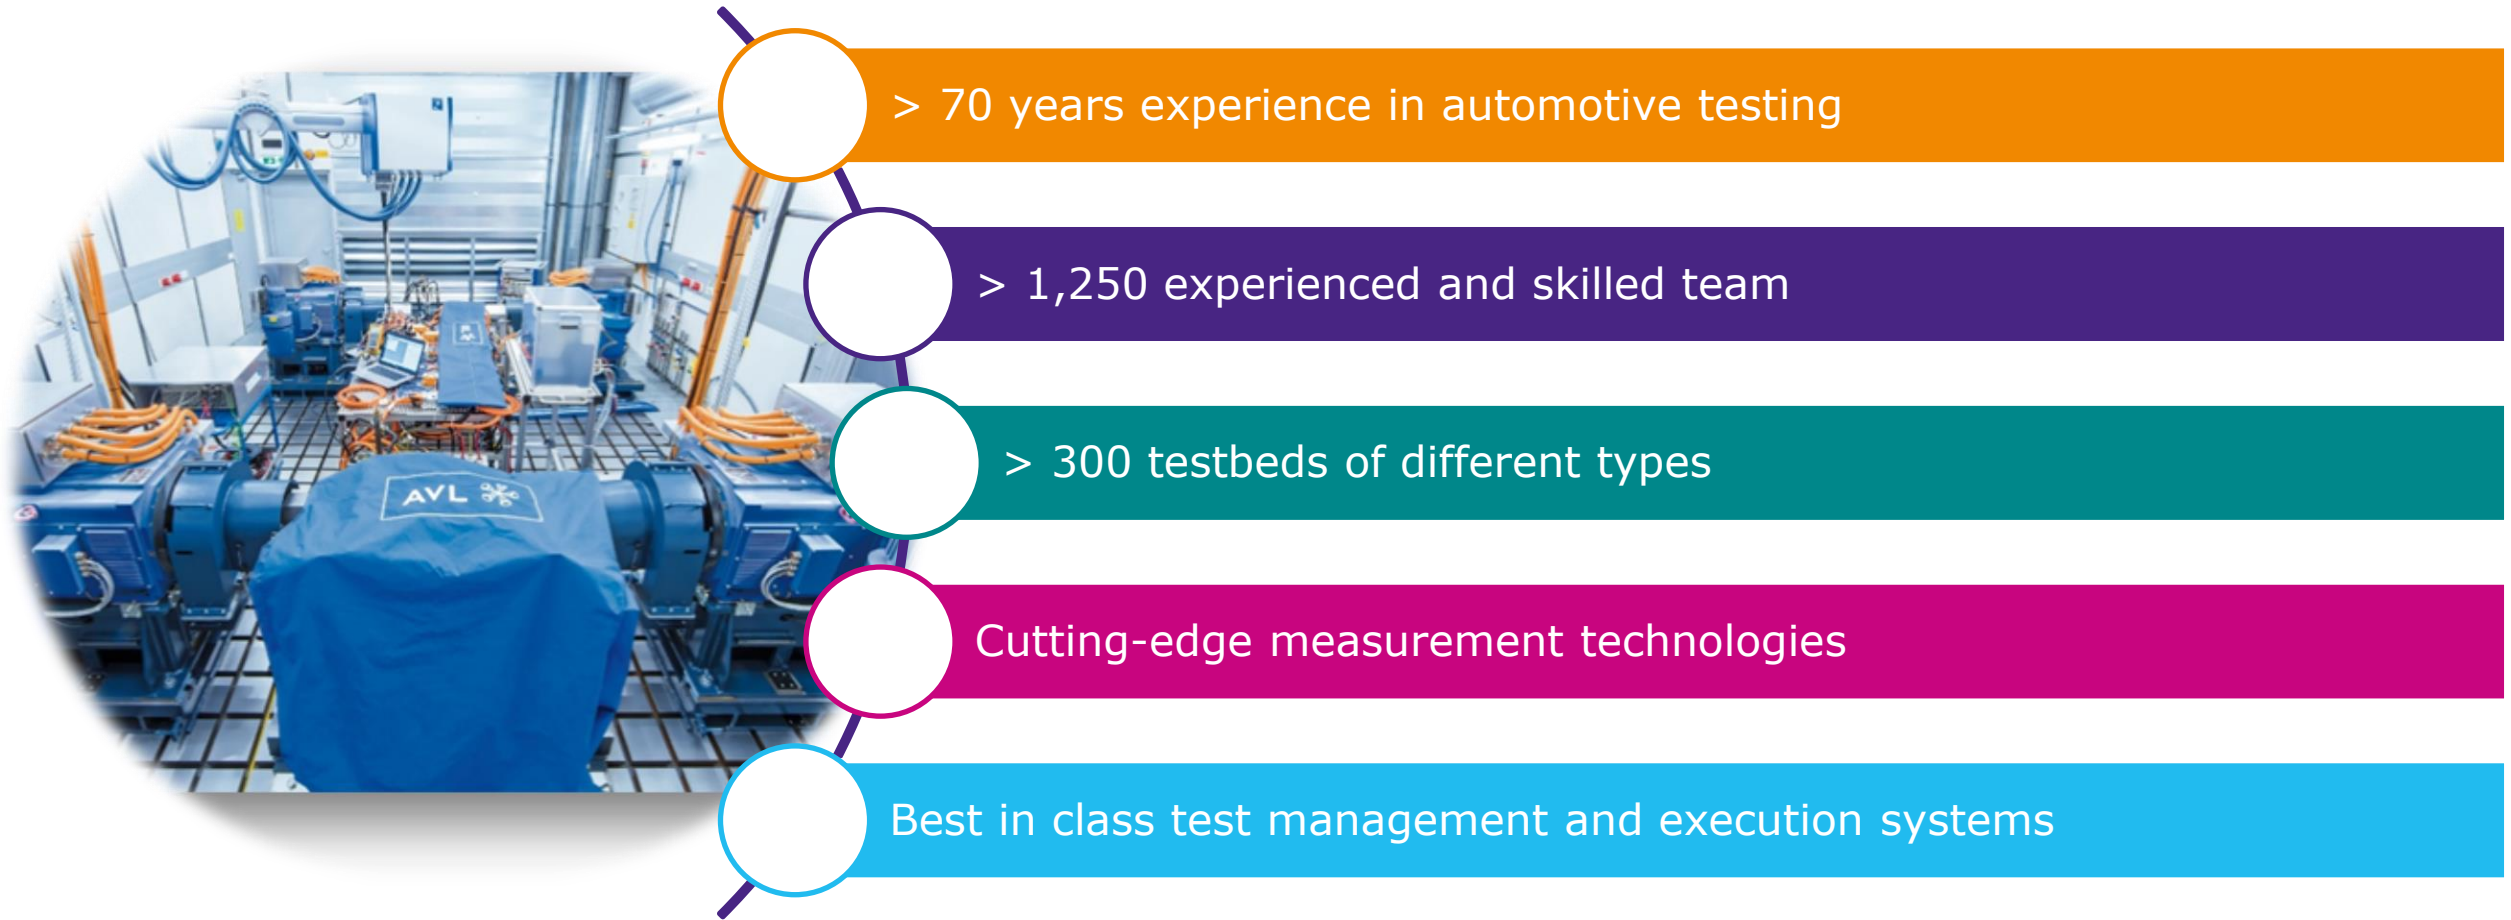 > 70 years experience in automotive testing
> 1,250 experienced and skilled team
> 300 testbeds of different types
AVL
Cutting-edge measurement technologies
Best in class test management and execution systems